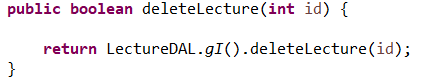 public boolean deleteLecture(int id) {
return LectureDAL.gI().deleteLecture(id);
}